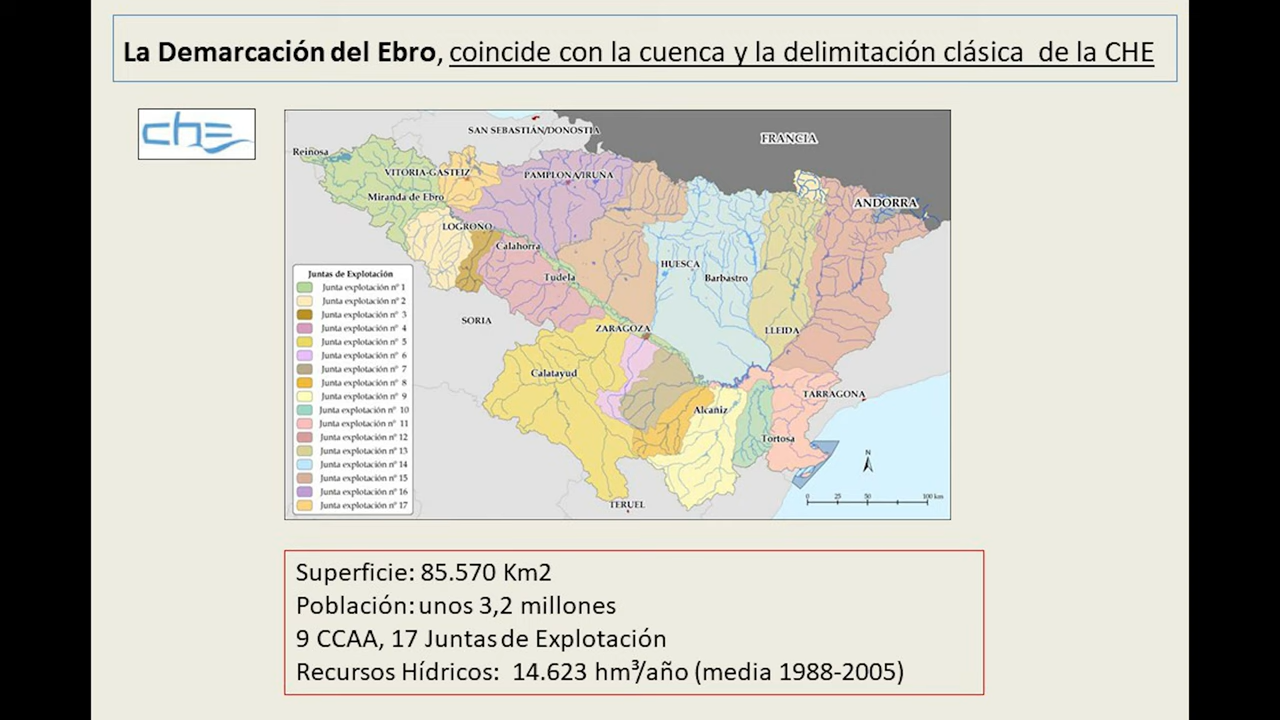 La Demarcación del Ebro, coincide con la cuenca y la delimitación clásica de la CHE
che
SAN SEBASTIÁN/DONOSTIA
FRANCIA
Reinosa
VITORIA-GASTEIZ
PAMPLONA/IRUÑA
Miranda de Ebro
ANDORRA
LOGROÑO
Calahorra
HUESCA
Barbastro
Tudela
SORIA
ZARAGOZA
LLEIDA
Calatayud
TARRAGONA
Alcañiz
Tortosa
TERUEL
N
0 25 50 100 km
Juntas de Explotación
Junta explotación nº 1
Junta explotación nº 2
Junta explotación nº 3
Junta explotación nº 4
Junta explotación nº 5
Junta explotación nº 6
Junta explotación nº 7
Junta explotación nº 8
Junta explotación nº 9
Junta explotación nº 10
Junta explotación nº 11
Junta explotación nº 12
Junta explotación nº 13
Junta explotación nº 14
Junta explotación nº 15
Junta explotación nº 16
Junta explotación nº 17
Superficie: 85.570 Km2
Población: unos 3,2 millones
9 CCAA, 17 Juntas de Explotación
Recursos Hídricos: 14.623 hm³/año (media 1988-2005)